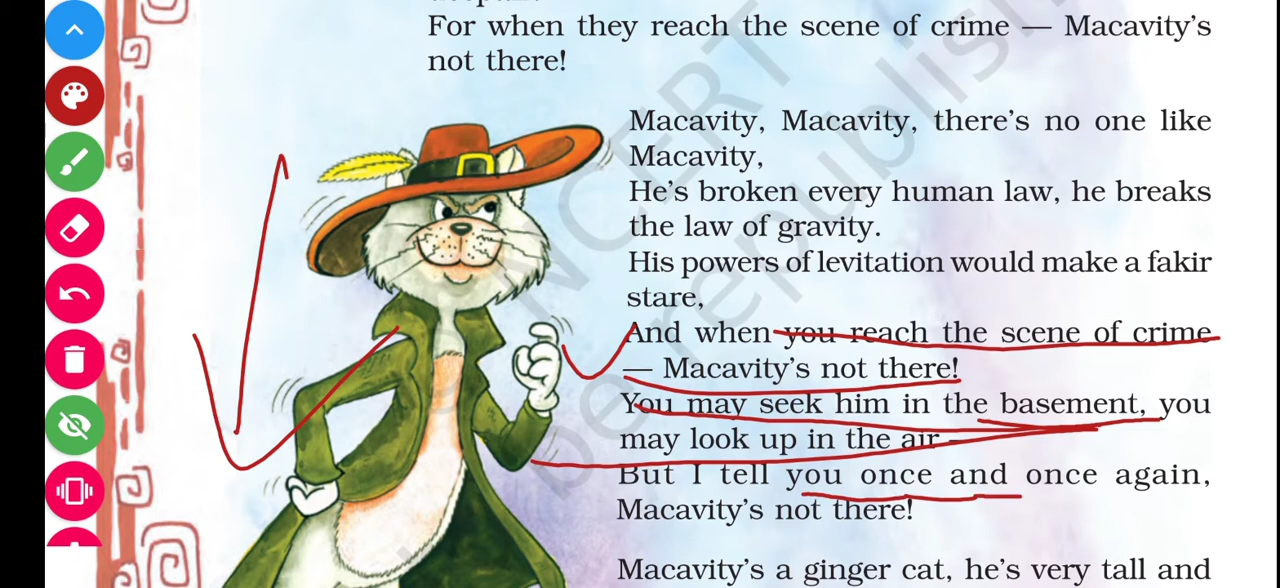 For when they reach the scene of crime — Macavity's
not there!
Macavity, Macavity, there's no one like
Macavity,
He's broken every human law, he breaks
the law of gravity.
His powers of levitation would make a fakir
stare,
And when you reach the scene of crime
— Macavity's not there!
You may seek him in the basement, you
may look up in the air —
But I tell you once and once again,
Macavity's not there!
Macavity's a ginger cat, he's very tall and